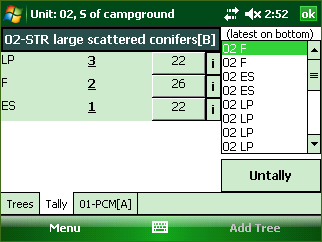 Unit: 02, S of campground 2:52 ok
02-STR large scattered conifers[B]
(latest on bottom)
LP 3 22 i
F 2 26 i
ES 1 22 i
02 F
02 F
02 ES
02 ES
02 LP
02 LP
02 LP
Untally
Trees Tally 01-PCM[A]
Menu Add Tree